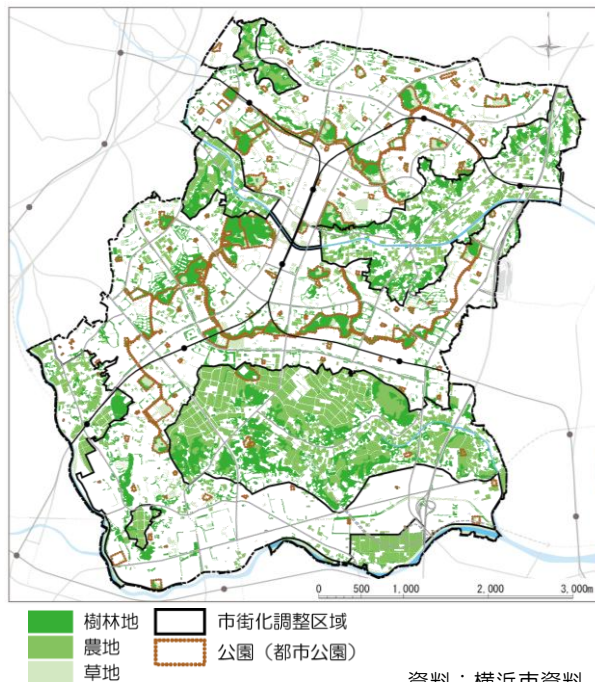 0 500 1,000 2,000 3,000m
樹林地 市街化調整区域
農地 公園（都市公園）
草地
資料：横浜市資料